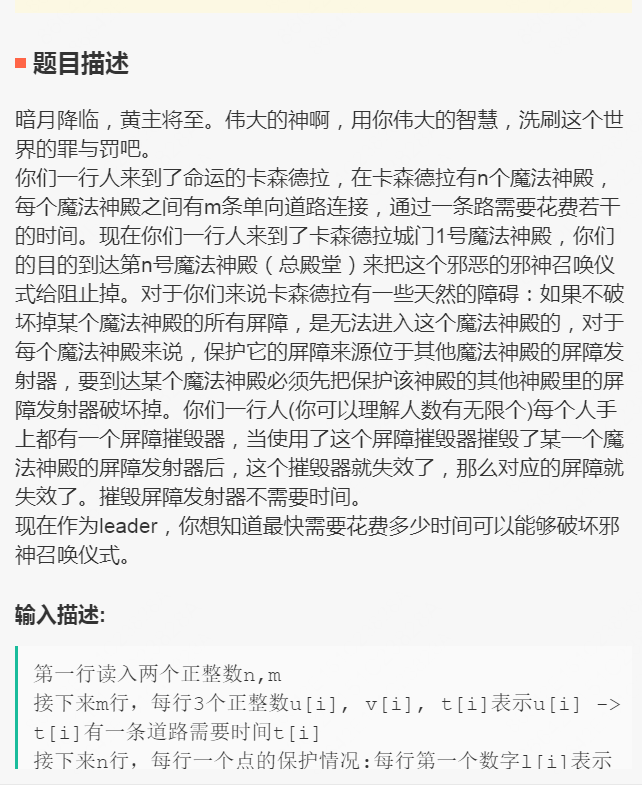 题目描述
暗月降临，黄主将至。伟大的神啊，用你伟大的智慧，洗刷这个世
界的罪与罚吧。
你们一行人来到了命运的卡森德拉，在卡森德拉有n个魔法神殿，
每个魔法神殿之间有m条单向道路连接，通过一条路需要花费若干
的时间。现在你们一行人来到了卡森德拉城门1号魔法神殿，你们
的目的到达第n号魔法神殿（总殿堂）来把这个邪恶的邪神召唤仪
式给阻止掉。对于你们来说卡森德拉有一些天然的障碍：如果不破
坏掉某个魔法神殿的所有屏障，是无法进入这个魔法神殿的，对于
每个魔法神殿来说，保护它的屏障来源位于其他魔法神殿的屏障发
射器，要到达某个魔法神殿必须先把保护该神殿的其他神殿里的屏
障发射器破坏掉。你们一行人(你可以理解人数有无限个)每个人手
上都有一个屏障摧毁器，当使用了这个屏障摧毁器摧毁了某一个魔
法神殿的屏障发射器后，这个摧毁器就失效了，那么对应的屏障就
失效了。摧毁屏障发射器不需要时间。
现在作为leader，你想知道最快需要花费多少时间可以能够破坏邪
神召唤仪式。
输入描述:
第一行读入两个正整数n,m
接下来m行，每行3个正整数u[i], v[i], t[i]表示u[i] ->
t[i]有一条道路需要时间t[i]
接下来n行，每行一个点的保护情况:每行第一个数字l[i]表示